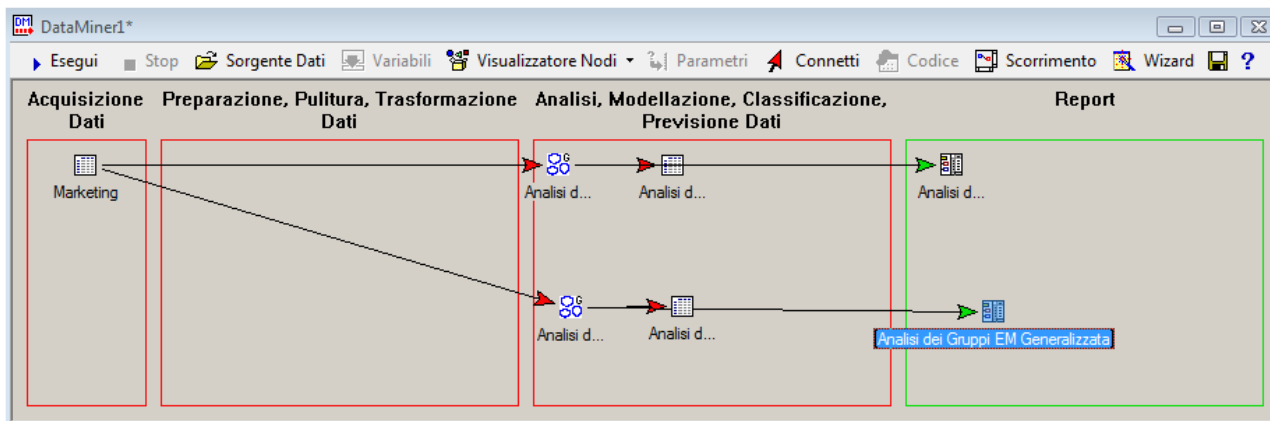 DM DataMiner1*
Esegui Stop Sorgente Dati Variabili Visualizzatore Nodi Parametri Connetti Codice Scorrimento Wizard ?
Acquisizione Dati
Preparazione, Pulitura, Trasformazione Dati
Analisi, Modellazione, Classificazione, Previsione Dati
Report
Marketing
G
Analisi d...
Analisi d...
Analisi d...
G
Analisi d...
Analisi d...
Analisi dei Gruppi EM Generalizzata